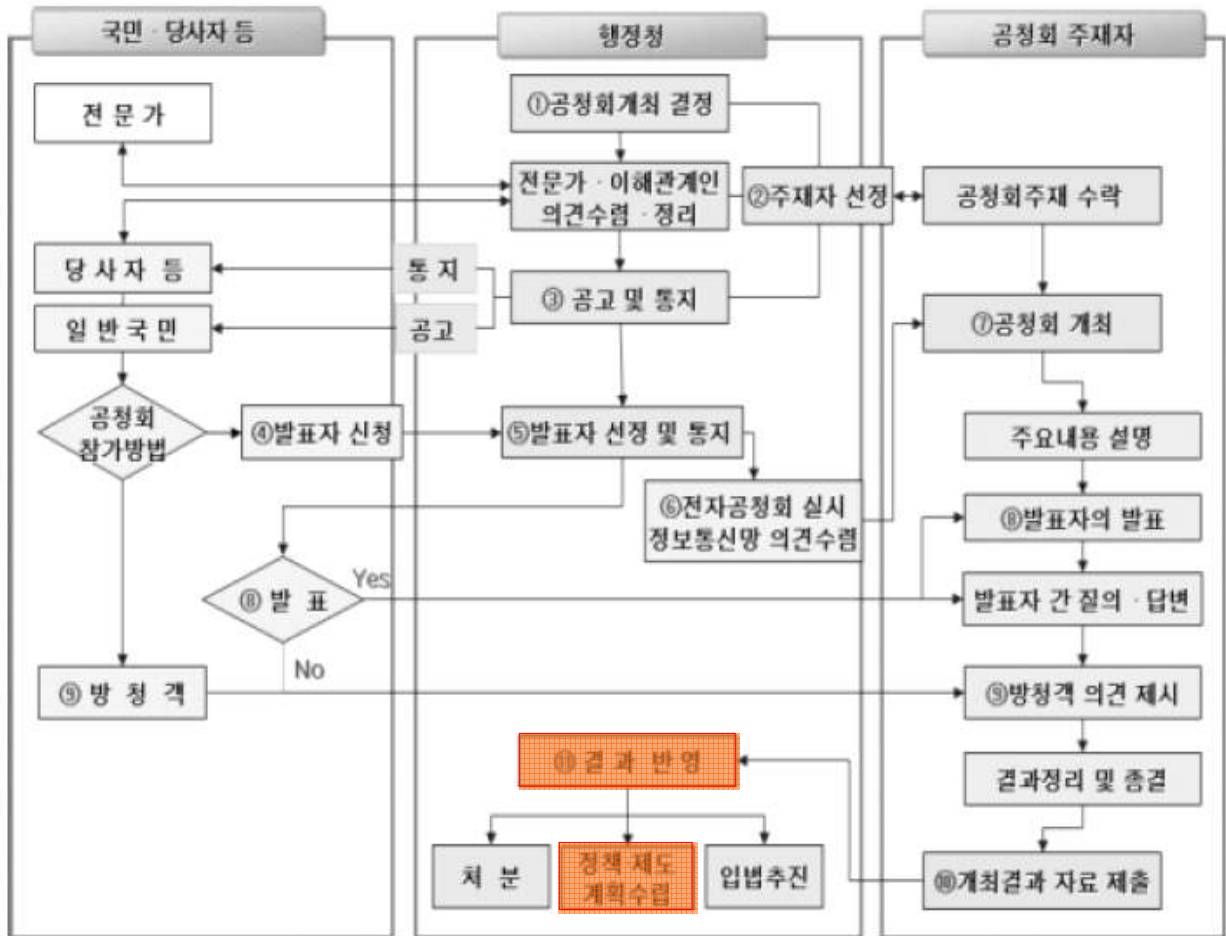 국민 · 당사자 등
행정청
공청회 주재자
전 문 가
①공청회개최 결정
전문가 · 이해관계인
의견수렴 · 정리
②주재자 선정
공청회주재 수락
당 사 자 등
통 지
③ 공고 및 통지
일 반 국 민
공고
⑦공청회 개최
공청회
참가방법
④발표자 신청
⑤발표자 선정 및 통지
주요내용 설명
⑥전자공청회 실시
정보통신망 의견수렴
⑧발표자의 발표
⑧ 발 표
Yes
발표자 간 질의 · 답변
No
⑨ 방 청 객
⑨방청객 의견 제시
⑪ 결 과 반 영
결과정리 및 종결
처 분
정책 제도
계획수립
입법추진
⑩개최결과 자료 제출